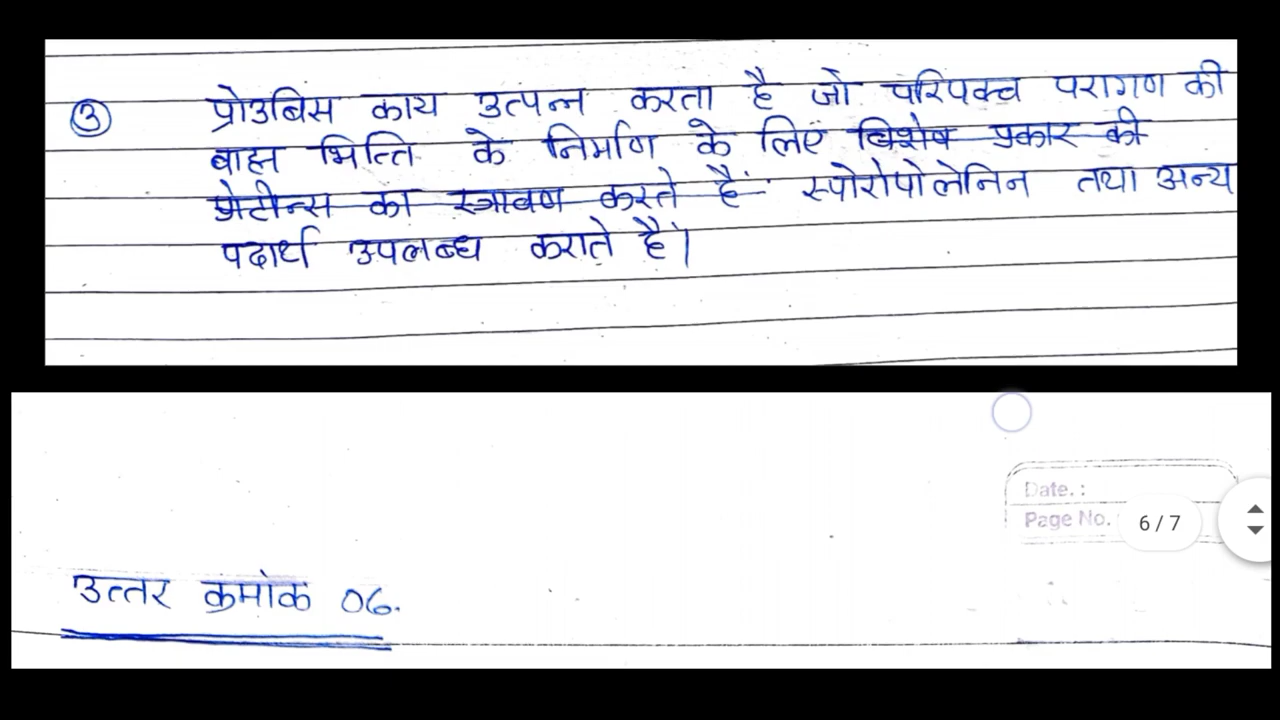 ③ प्रोउबिस काय उत्पन्न करता है जो परिपक्व परागण की
बाह्म भित्ति के निर्माण के लिएं विशेष प्रकार की
प्रोटीन्स का स्त्रावण करते हैं स्पोरोपोलेनिन तथा अन्य
पदार्थ उपलब्ध कराते है।
Date. :
Page No.
6 / 7
उत्तर क्रमांक 06.